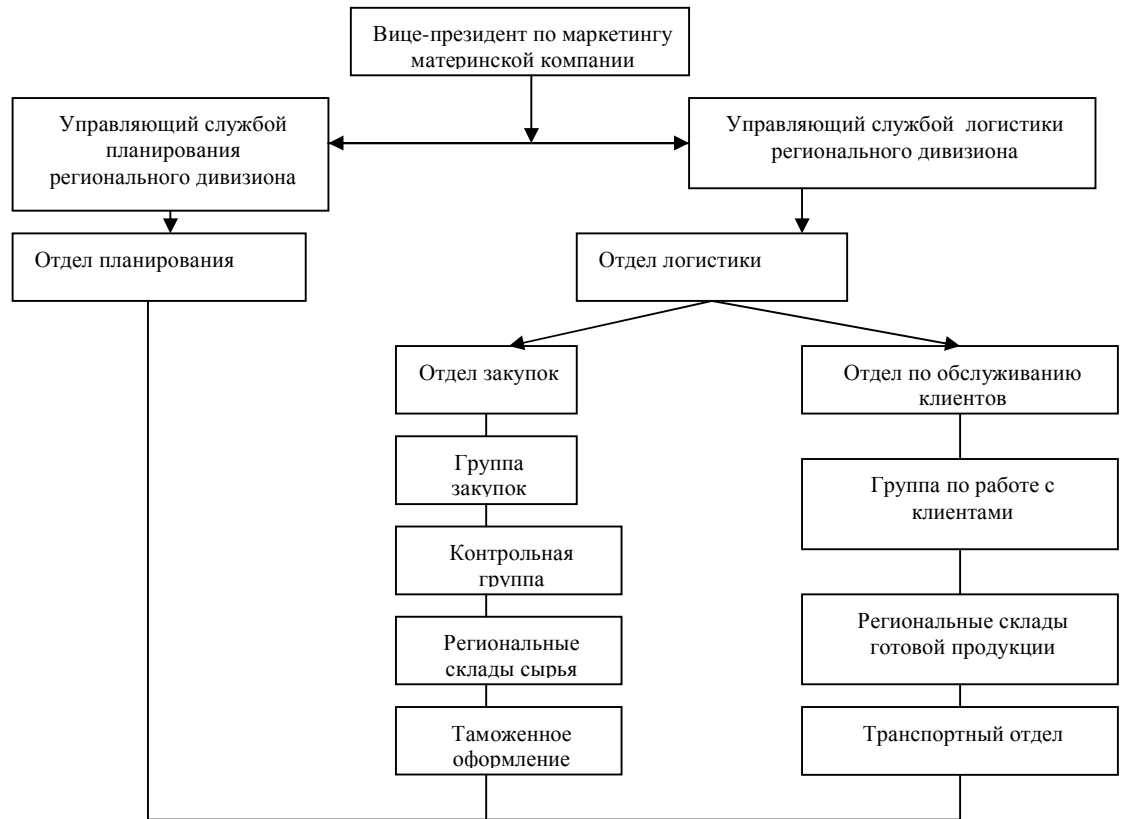 Вице-президент по маркетингу
материнской компании
Управляющий службой
планирования
регионального дивизиона
Управляющий службой логистики
регионального дивизиона
Отдел планирования
Отдел логистики
Отдел закупок
Отдел по обслуживанию
клиентов
Группа
закупок
Группа по работе с
клиентами
Контрольная
группа
Региональные
склады сырья
Региональные склады
готовой продукции
Таможенное
оформление
Транспортный отдел